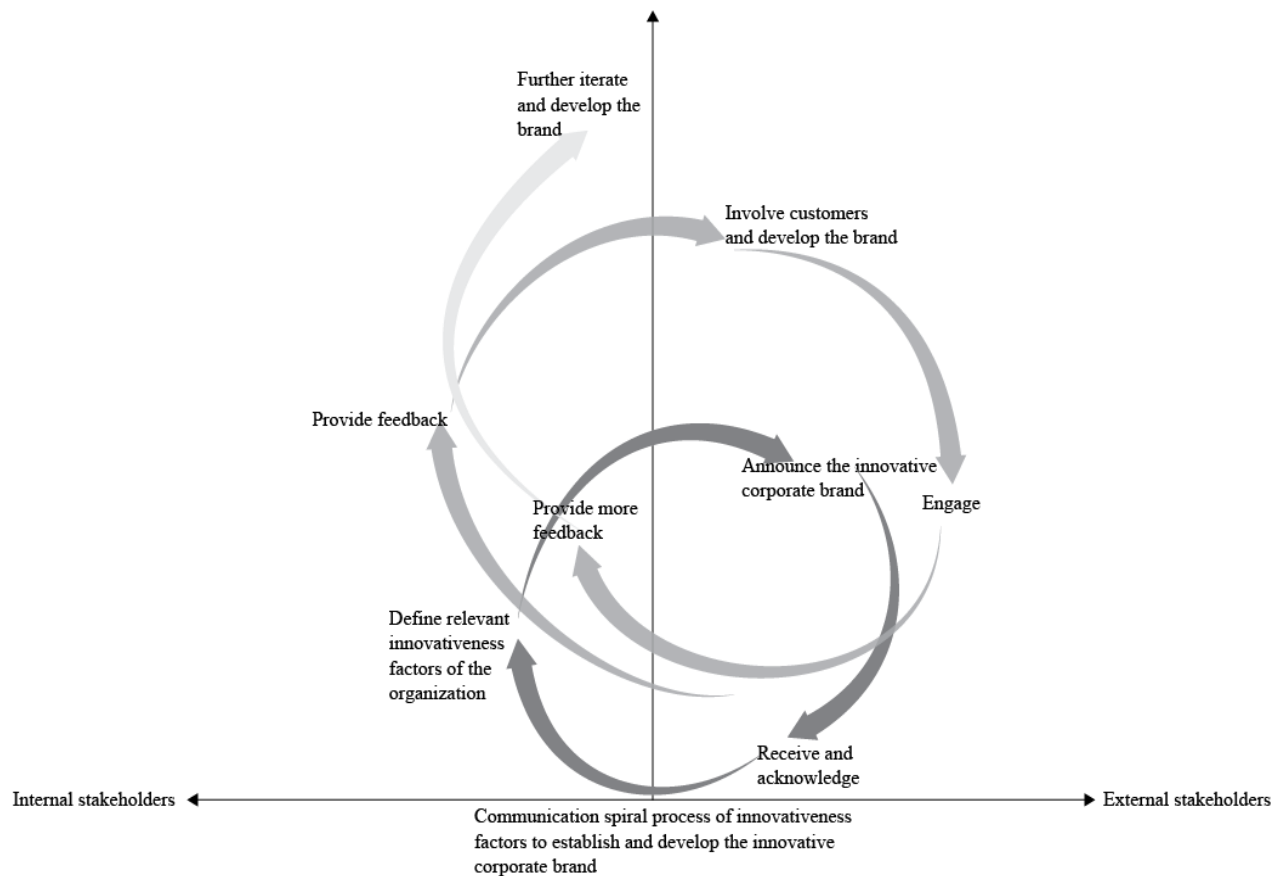 Further iterate
and develop the
brand
Involve customers
and develop the brand
Provide feedback
Announce the innovative
corporate brand
Engage
Provide more
feedback
Define relevant
innovativeness
factors of the
organization
Receive and
acknowledge
Internal stakeholders
External stakeholders
Communication spiral process of innovativeness
factors to establish and develop the innovative
corporate brand